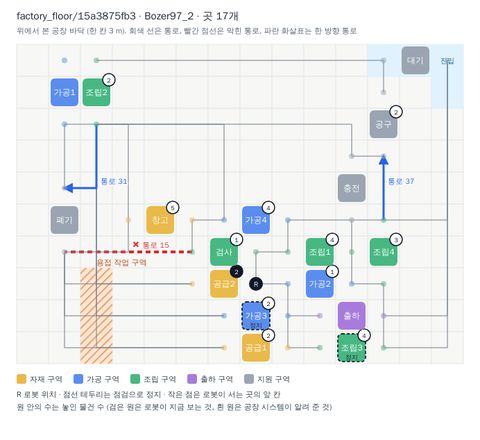 factory_floor/15a3875fb3 · Bozer97_2 · 곳 17개
위에서 본 공장 바닥 (한 칸 3 m). 회색 선은 통로, 빨간 점선은 막힌 통로, 파란 화살표는 한 방향 통로
대기
진입
가공1
조립2
2
공구
2
통로 31
통로 37
충전
폐기
창고
5
가공4
4
✖ 통로 15
검사
1
조립1
4
조립4
3
용접 작업 구역
공급2
2
R
가공2
1
가공3
2
정지
출하
공급1
2
조립3
4
정지
자재 구역
가공 구역
조립 구역
출하 구역
지원 구역
R 로봇 위치 · 점선 테두리는 점검으로 정지 · 작은 점은 로봇이 서는 곳의 앞 칸
원 안의 수는 놓인 물건 수 (검은 원은 로봇이 지금 보는 것, 흰 원은 공장 시스템이 알려 준 것)